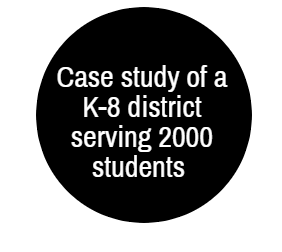 Case study of a
K-8 district
serving 2000
students